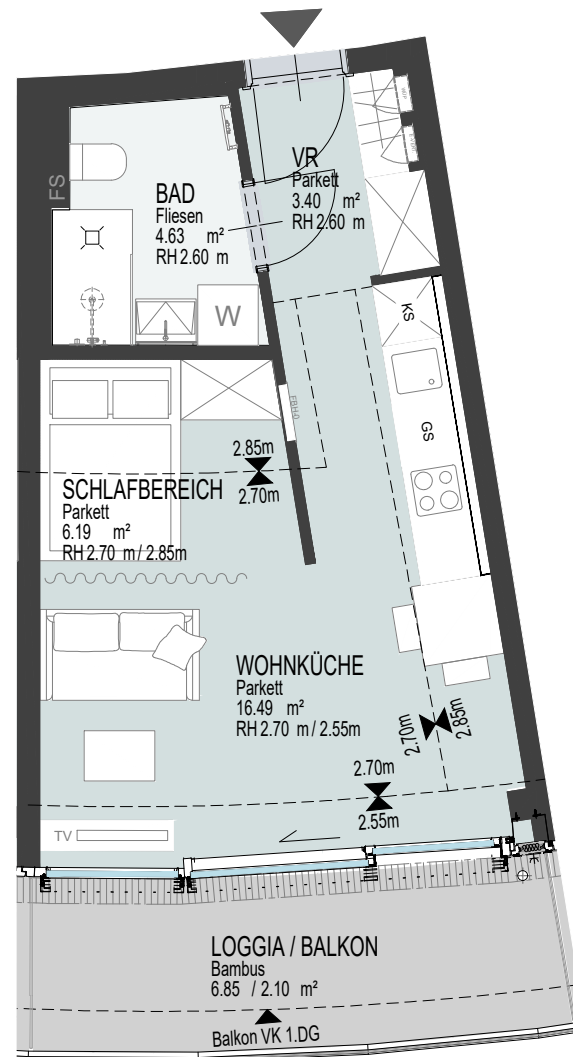 VR
Parkett
3.40 m²
RH 2.60 m
FS
BAD
Fliesen
4.63 m²
RH 2.60 m
W
KS
GS
FBHD
2.85m
2.70m
SCHLAFBEREICH
Parkett
6.19 m²
RH 2.70 m / 2.85m
WOHNKÜCHE
Parkett
16.49 m²
RH 2.70 m / 2.55m
2.70m
2.85m
2.70m
2.55m
TV
LOGGIA / BALKON
Bambus
6.85 / 2.10 m²
Balkon VK 1.DG